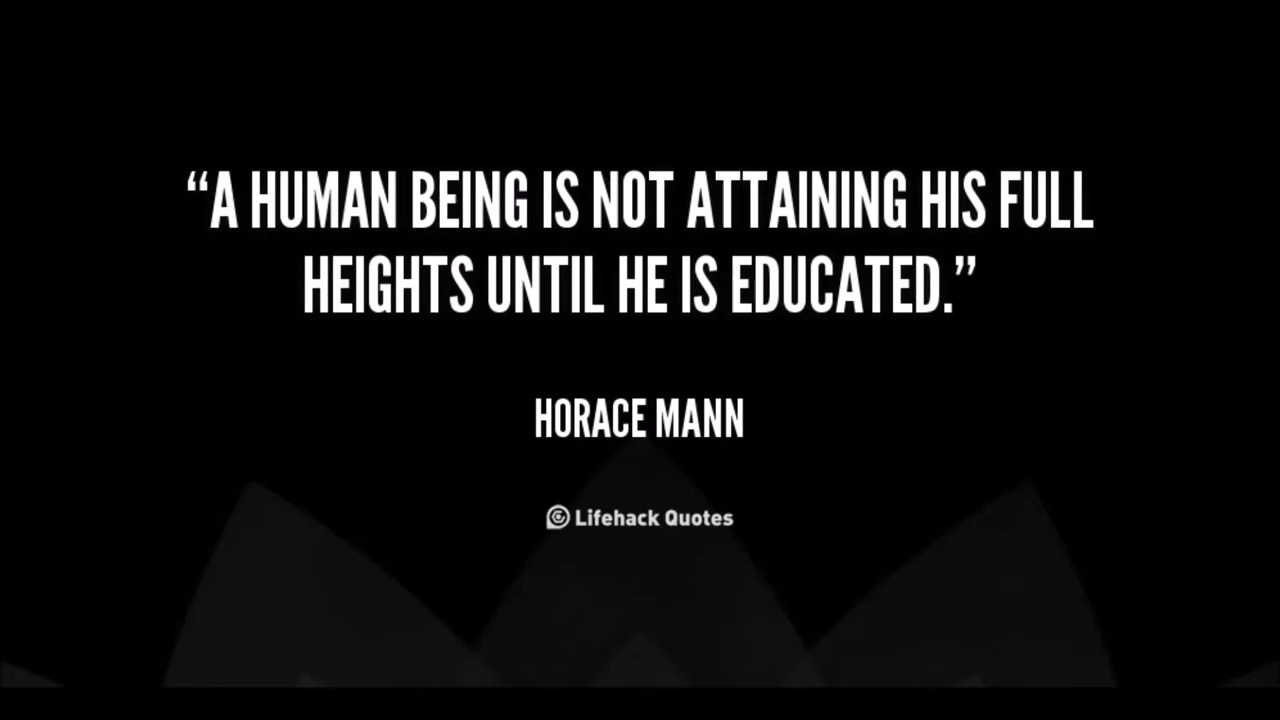 “A HUMAN BEING IS NOT ATTAINING HIS FULL
HEIGHTS UNTIL HE IS EDUCATED.”
HORACE MANN
Lifehack Quotes